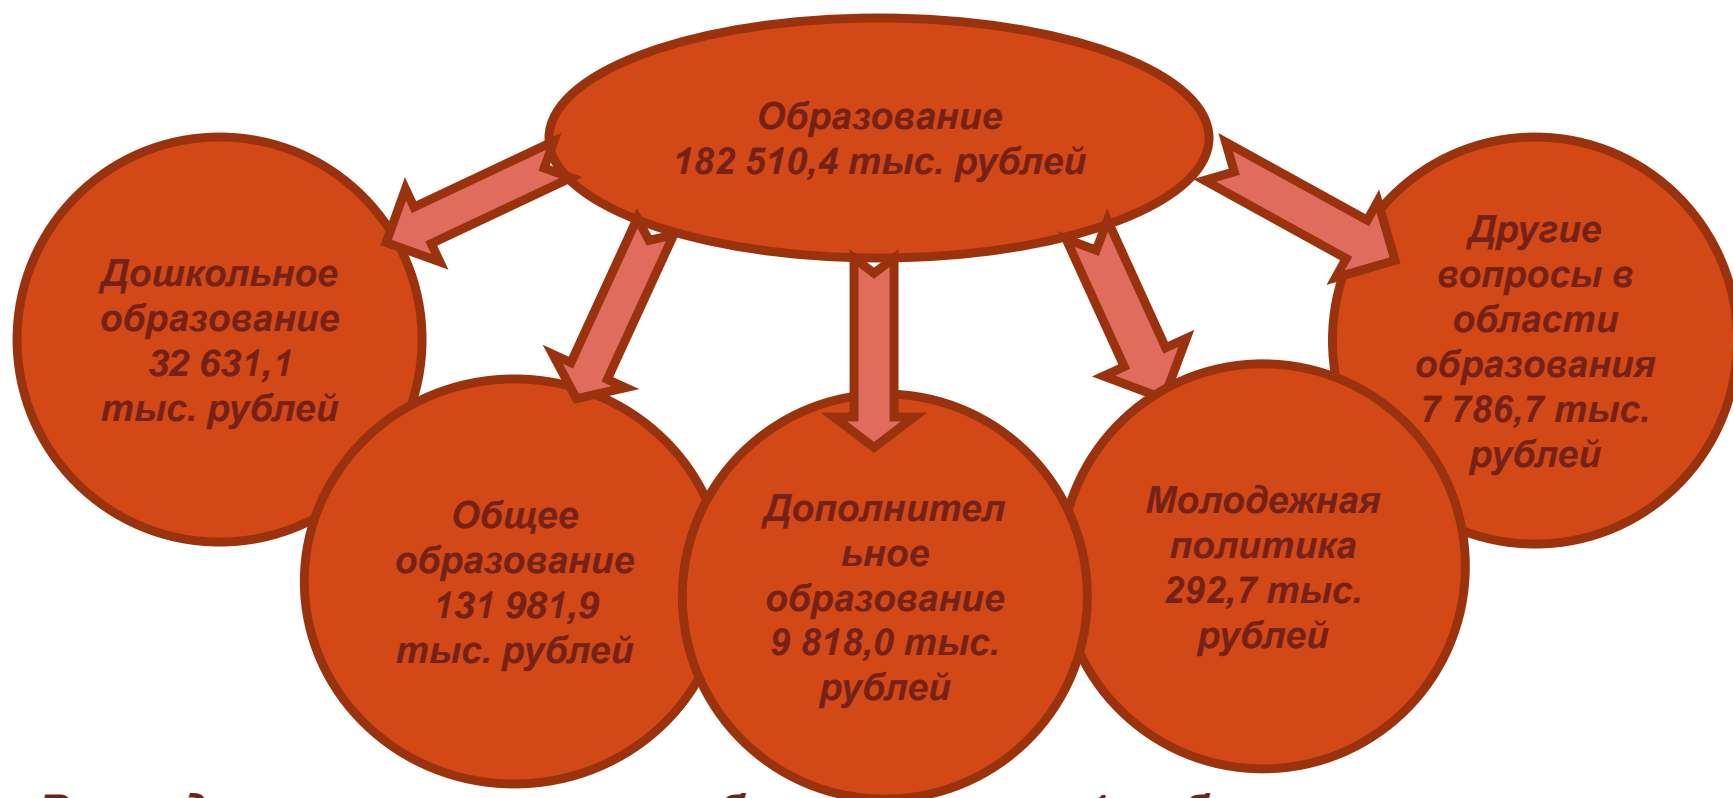 Образование
182 510,4 тыс. рублей
Дошкольное
образование
32 631,1
тыс. рублей
Общее
образование
131 981,9
тыс. рублей
Дополнител
ьное
образование
9 818,0 тыс.
рублей
Молодежная
политика
292,7 тыс.
рублей
Другие
вопросы в
области
образования
7 786,7 тыс.
рублей